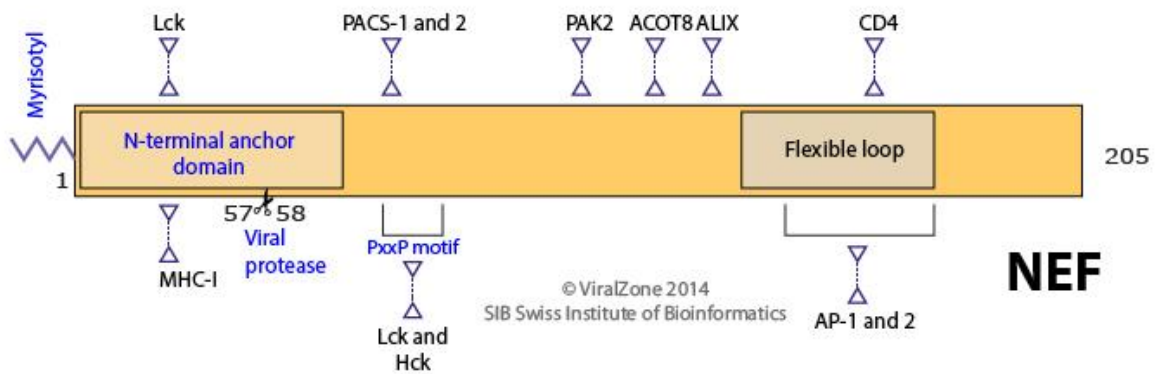 Lck
PACS-1 and 2
PAK2
ACOT8
ALIX
CD4
Myrisotyl
N-terminal anchor
domain
Flexible loop
1
205
57
58
Viral
protease
MHC-I
PxxP motif
Lck and
Hck
© ViralZone 2014
SIB Swiss Institute of Bioinformatics
AP-1 and 2
NEF